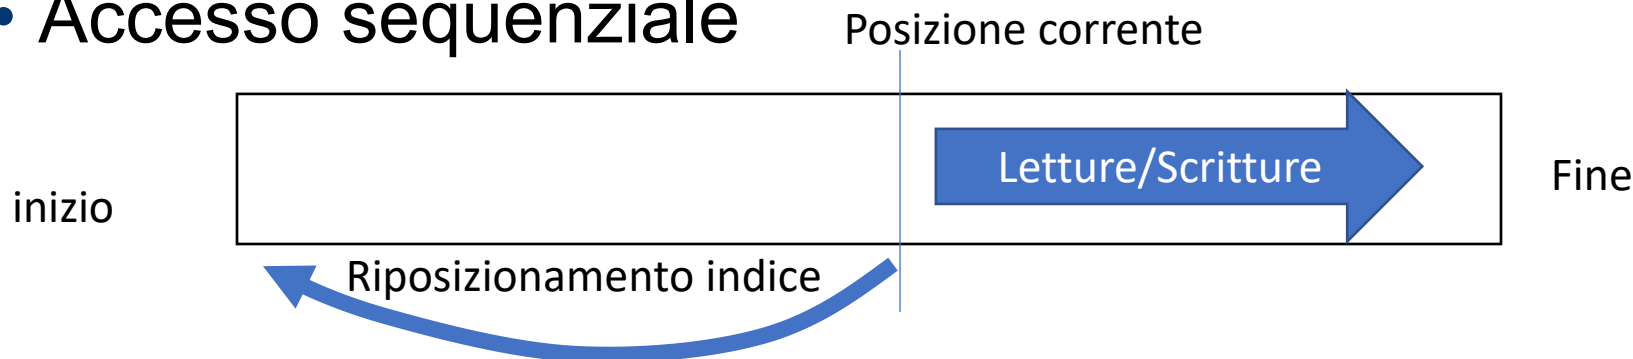 • Accesso sequenziale
Posizione corrente
Letture/Scritture
Fine
inizio
Riposizionamento indice